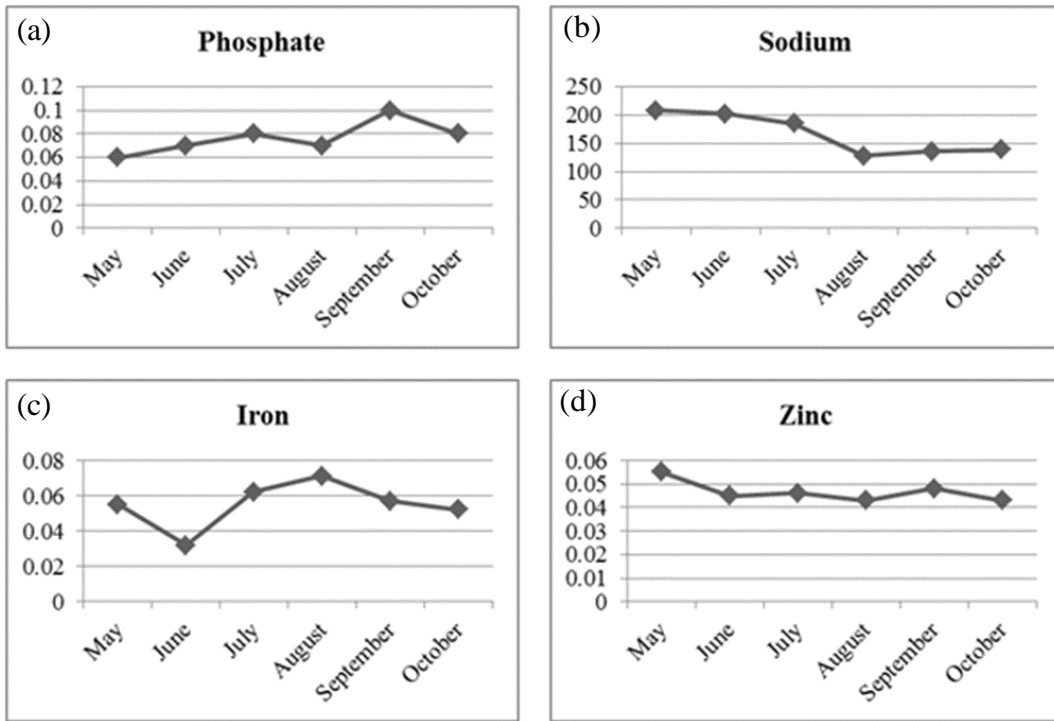 (a)
Phosphate
0.12
0.1
0.08
0.06
0.04
0.02
0
May
June
July
August
September
October
(b)
Sodium
250
200
150
100
50
0
May
June
July
August
September
October
(c)
Iron
0.08
0.06
0.04
0.02
0
May
June
July
August
September
October
(d)
Zinc
0.06
0.05
0.04
0.03
0.02
0.01
0
May
June
July
August
September
October